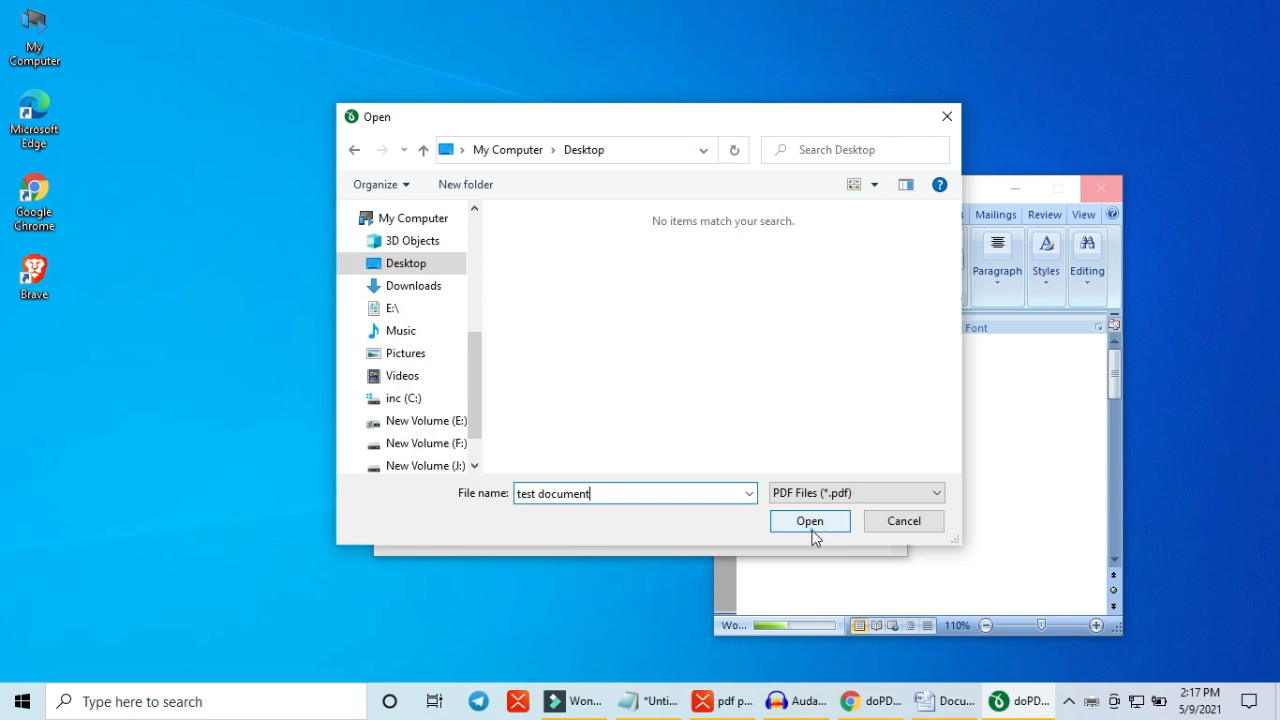 My
Computer
Microsoft
Edge
Google
Chrome
Brave
Open
My Computer
Desktop
Search Desktop
Organize
New folder
My Computer
3D Objects
Desktop
Downloads
E:\
Music
Pictures
Videos
inc (C:)
New Volume (E:)
New Volume (F:)
New Volume (J:)
No items match your search.
File name:
test document
PDF Files (*.pdf)
Open
Cancel
Mailings
Review
View
Paragraph
Styles
Editing
Font
Wo...
110%
Type here to search
Won...
*Unti...
pdf p...
Auda...
doPD...
Docu...
doPD...
2:17 PM
5/9/2021